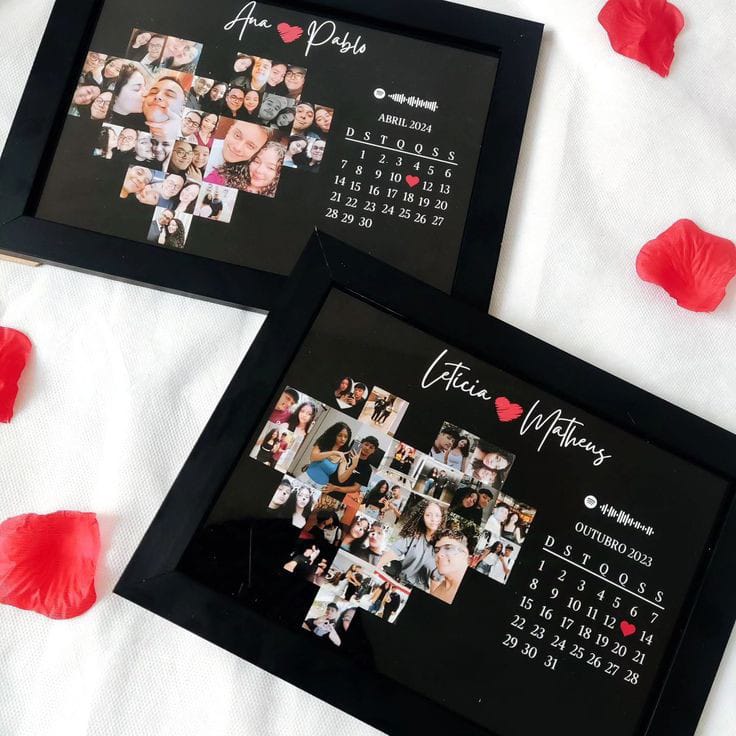 Ana Pablo
ABRIL 2024
D S T Q Q S S
1 2 3 4 5 6
7 8 9 10 12 13
14 15 16 17 18 19 20
21 22 23 24 25 26 27
28 29 30
Letícia Matheus
OUTUBRO 2023
D S T Q Q S S
1 2 3 4 5 6 7
8 9 10 11 12 14
15 16 17 18 19 20 21
22 23 24 25 26 27 28
29 30 31